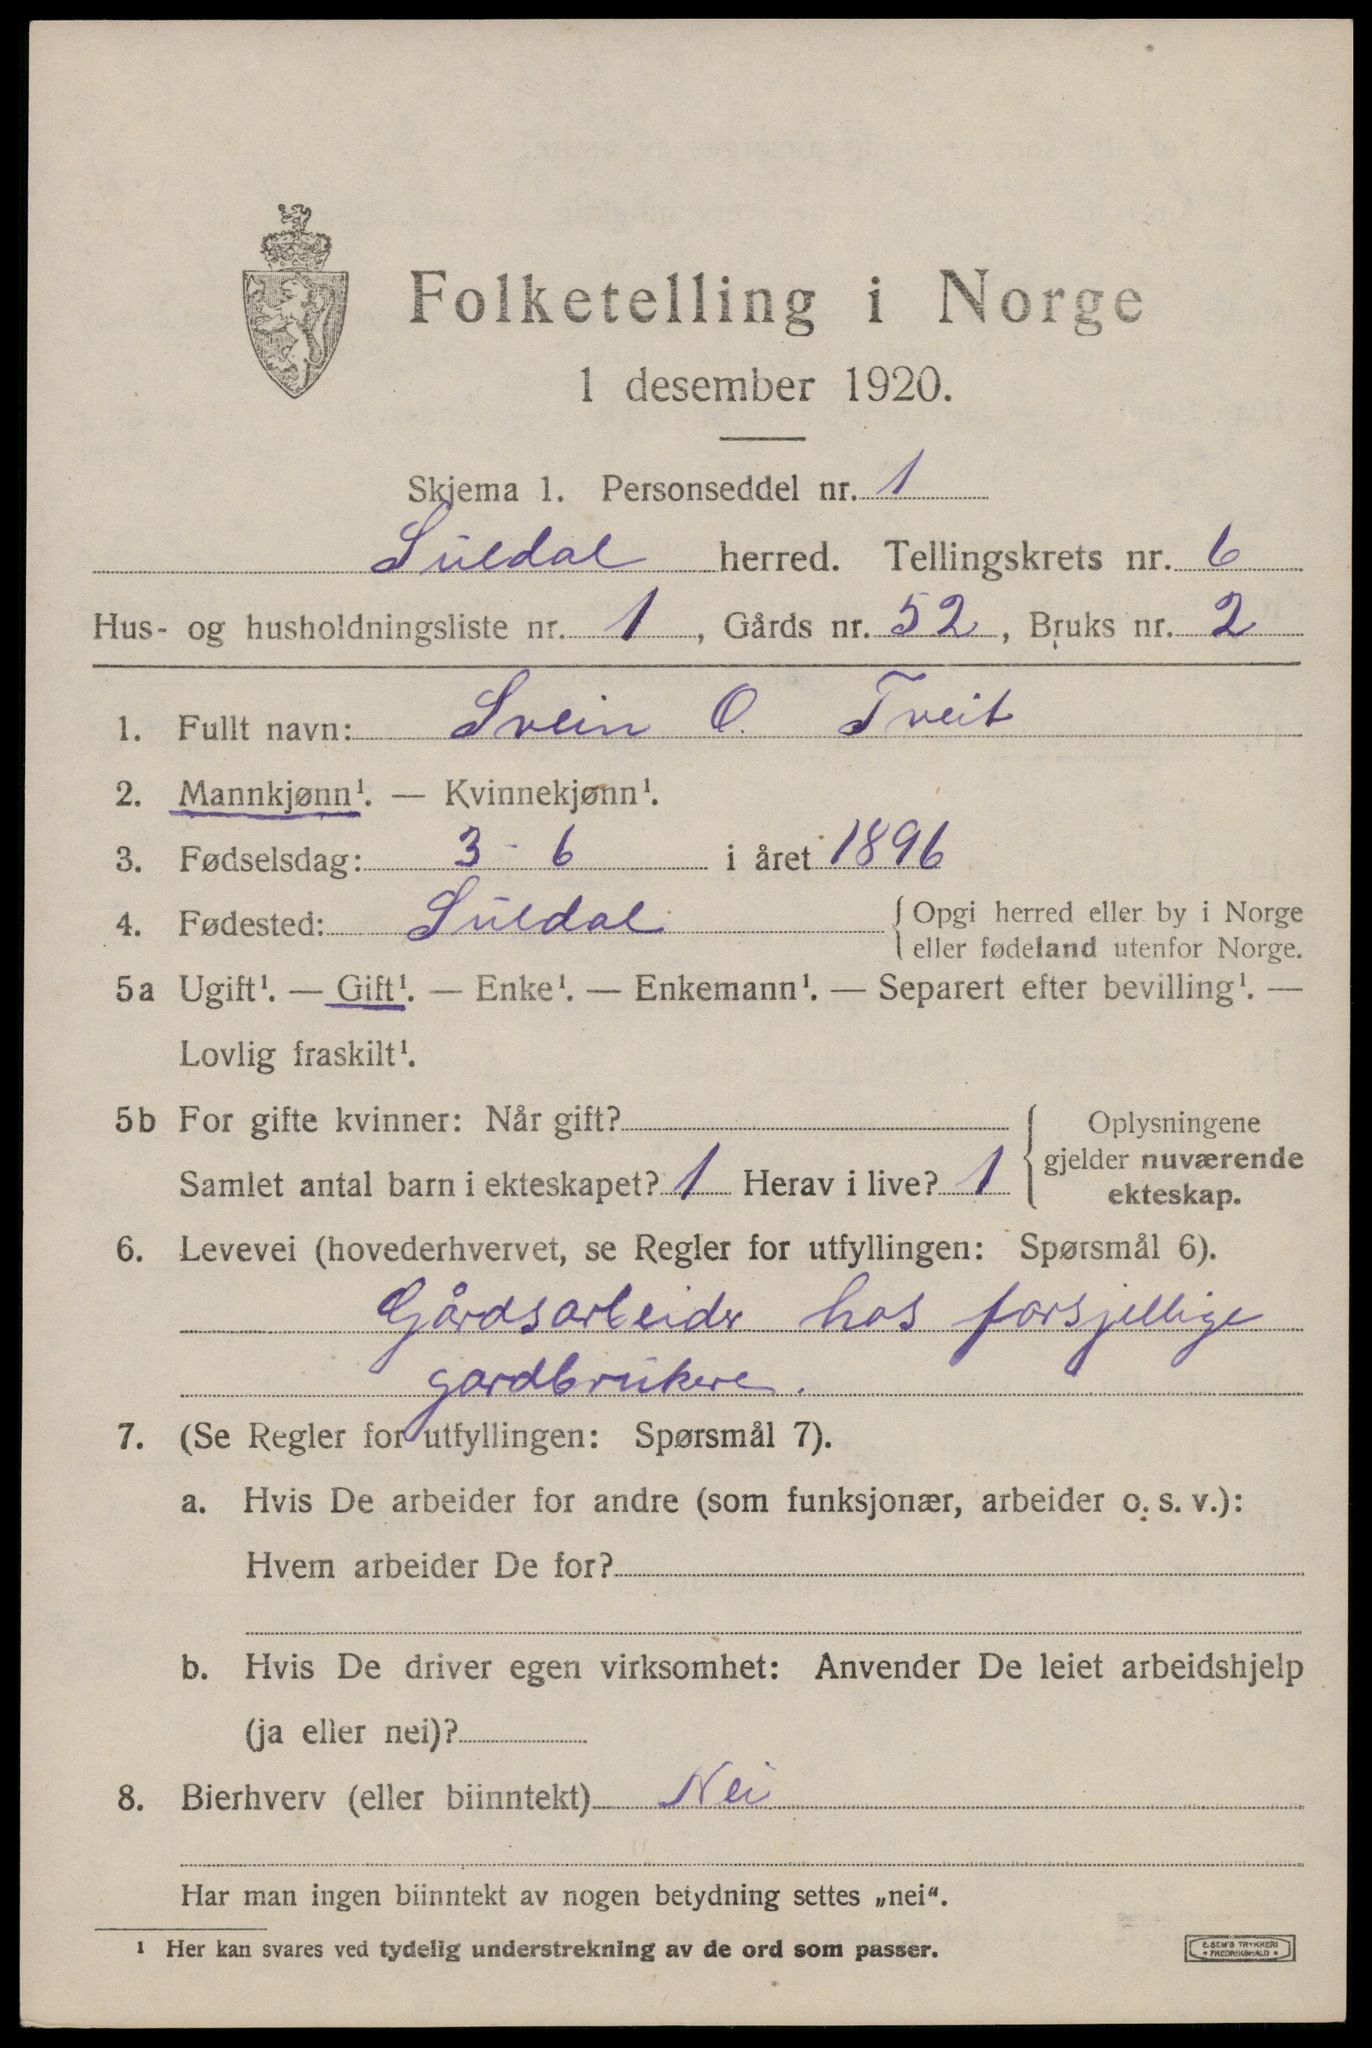 Folketelling i Norge
1 desember 1920.
Skjema 1. Personseddel nr. 1
Suldal herred. Tellingskrets nr. 6
Hus- og husholdningsliste nr. 1, Gårds nr. 52, Bruks nr. 2
1. Fullt navn: Svein O. Tveit
2. Mannkjønn¹. — Kvinnekjønn¹.
3. Fødselsdag: 3 - 6 i året 1896
4. Fødested: Suldal { Opgi herred eller by i Norge
eller fødeland utenfor Norge.
5a Ugift¹. — Gift¹. — Enke¹. — Enkemann¹. — Separert efter bevilling¹. —
Lovlig fraskilt¹.
5b For gifte kvinner: Når gift?
Samlet antal barn i ekteskapet? 1 Herav i live? 1
{ Oplysningene
gjelder nuværende
ekteskap.
6. Levevei (hovederhvervet, se Regler for utfyllingen: Spørsmål 6).
Gårdsarbeider hos forsjellige
gardbrukere.
7. (Se Regler for utfyllingen: Spørsmål 7).
a. Hvis De arbeider for andre (som funksjonær, arbeider o. s. v.):
Hvem arbeider De for?
b. Hvis De driver egen virksomhet: Anvender De leiet arbeidshjelp
(ja eller nei)?
8. Bierhverv (eller biinntekt) Nei
Har man ingen biinntekt av nogen betydning settes „nei“.
¹ Her kan svares ved tydelig understrekning av de ord som passer.
E. SEM'S TRYKKERI
• FREDRIKSHALD •